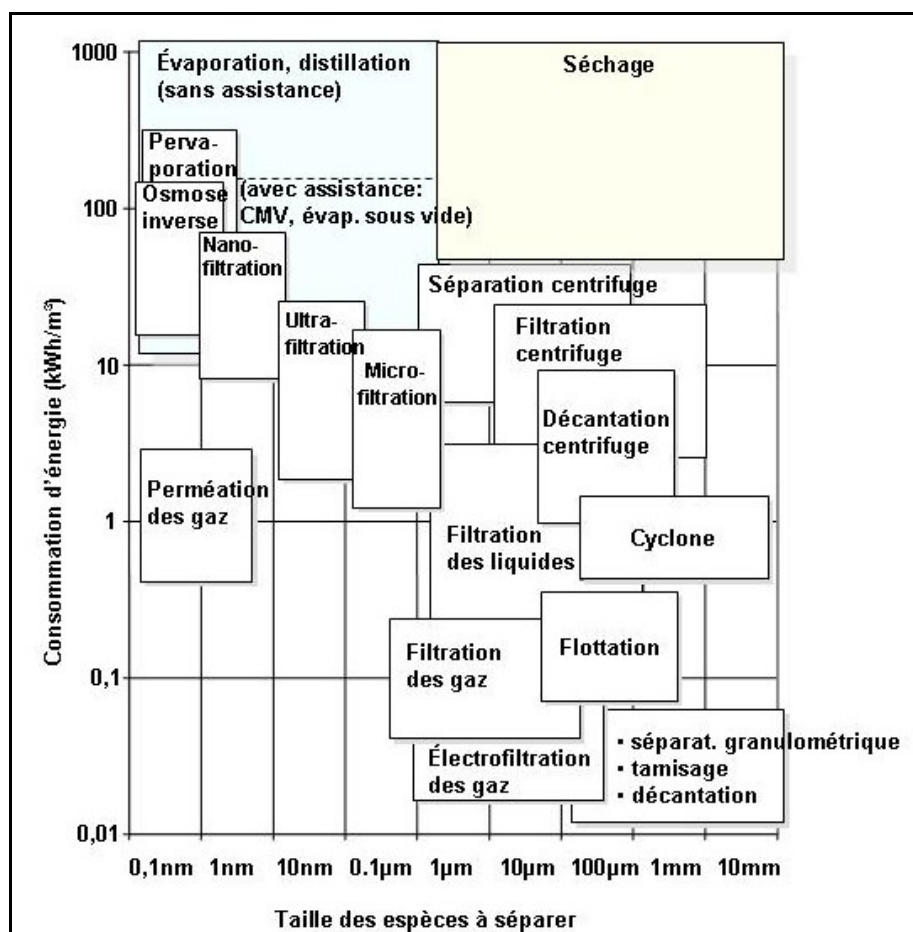 1000
Évaporation, distillation
(sans assistance)
Séchage
Perva-
poration
100
(avec assistance:
CMV, évap. sous vide)
Osmose
inverse
Nano-
filtration
Séparation centrifuge
Ultra-
filtration
Filtration
centrifuge
10
Micro-
filtration
Décantation
centrifuge
Perméation
des gaz
1
Filtration
des liquides
Cyclone
Filtration
des gaz
Flottation
0,1
Électrofiltration
des gaz
▪ séparat. granulométrique
▪ tamisage
▪ décantation
0,01
Consommation d'énergie (kWh/m³)
0,1nm 1nm 10nm 0.1µm 1µm 10µm 100µm 1mm 10mm
Taille des espèces à séparer